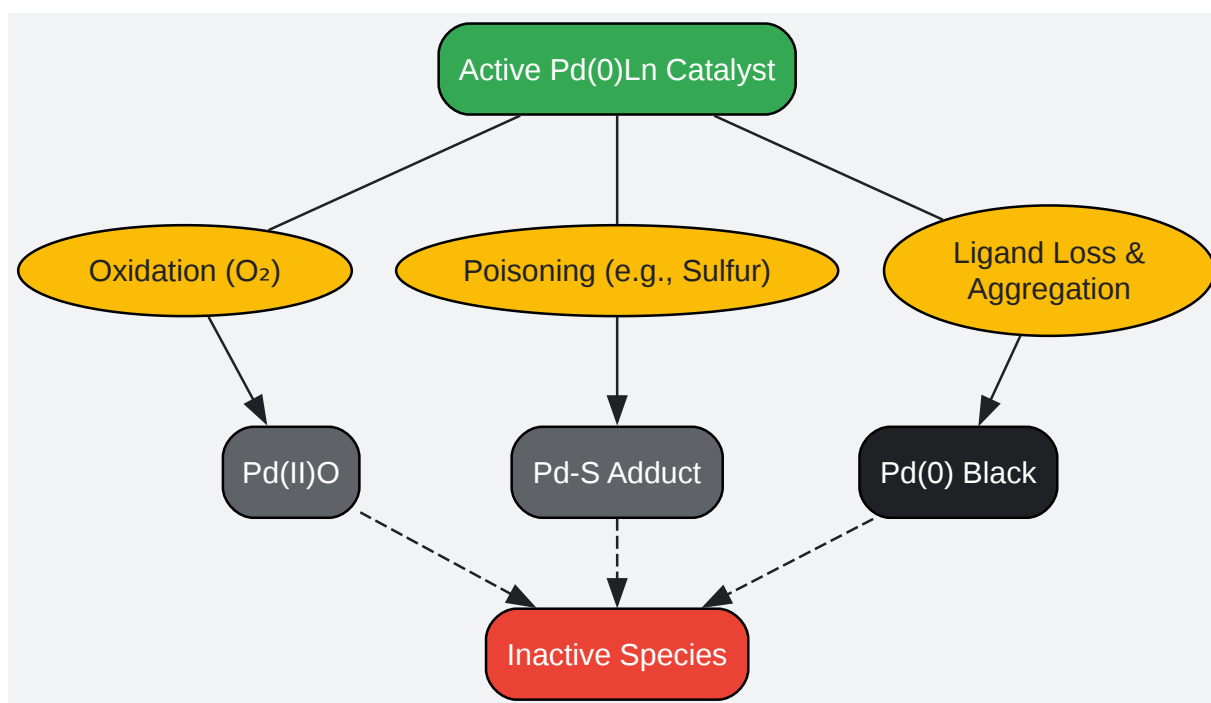 Active Pd(0)Ln Catalyst
Oxidation (O₂)
Poisoning (e.g., Sulfur)
Ligand Loss &
Aggregation
Pd(II)O
Pd-S Adduct
Pd(0) Black
Inactive Species